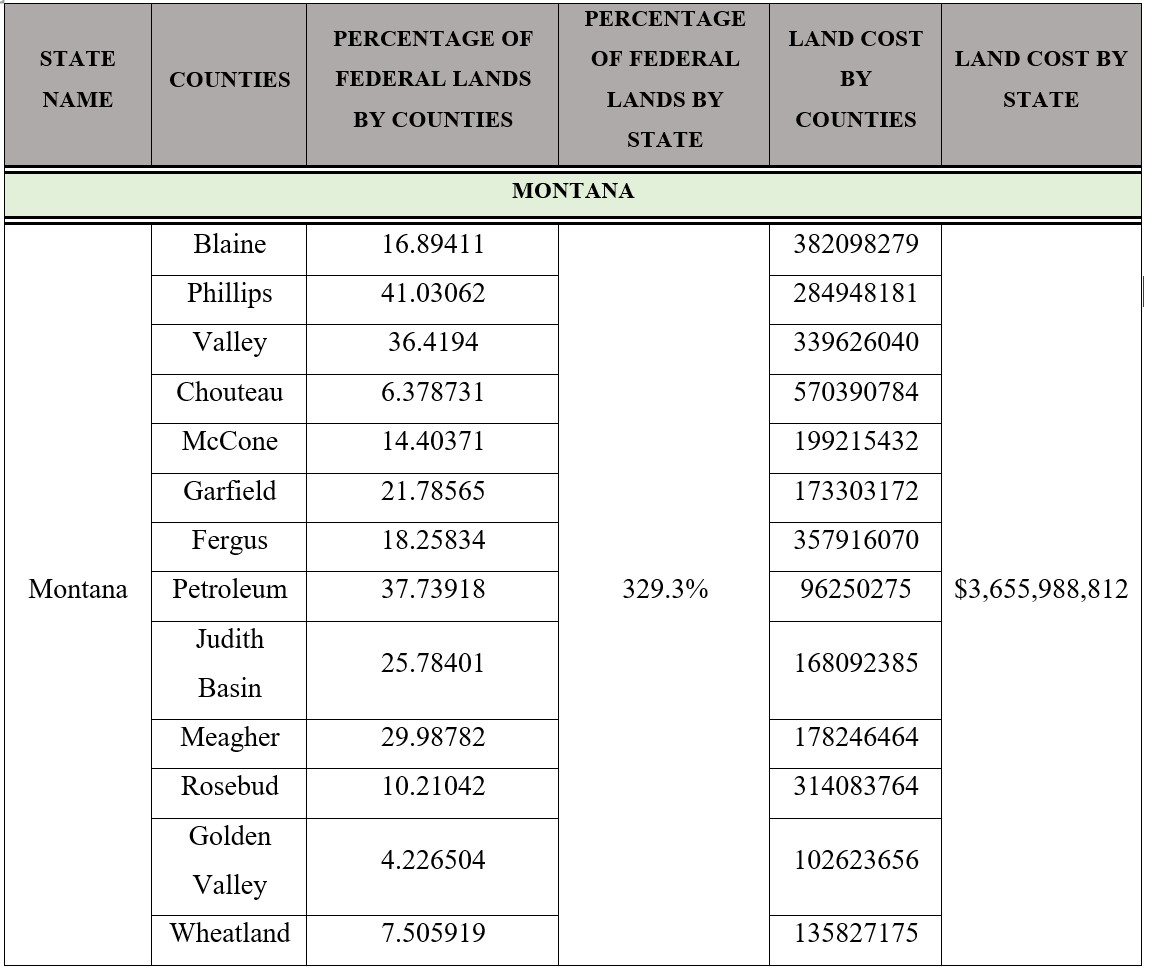 STATE NAME
COUNTIES
PERCENTAGE OF FEDERAL LANDS BY COUNTIES
PERCENTAGE OF FEDERAL LANDS BY STATE
LAND COST BY COUNTIES
LAND COST BY STATE
MONTANA
Blaine 16.89411 382098279
Phillips 41.03062 284948181
Valley 36.4194 339626040
Chouteau 6.378731 570390784
McCone 14.40371 199215432
Garfield 21.78565 173303172
Fergus 18.25834 357916070
Montana Petroleum 37.73918 329.3% 96250275 $3,655,988,812
Judith Basin 25.78401 168092385
Meagher 29.98782 178246464
Rosebud 10.21042 314083764
Golden Valley 4.226504 102623656
Wheatland 7.505919 135827175